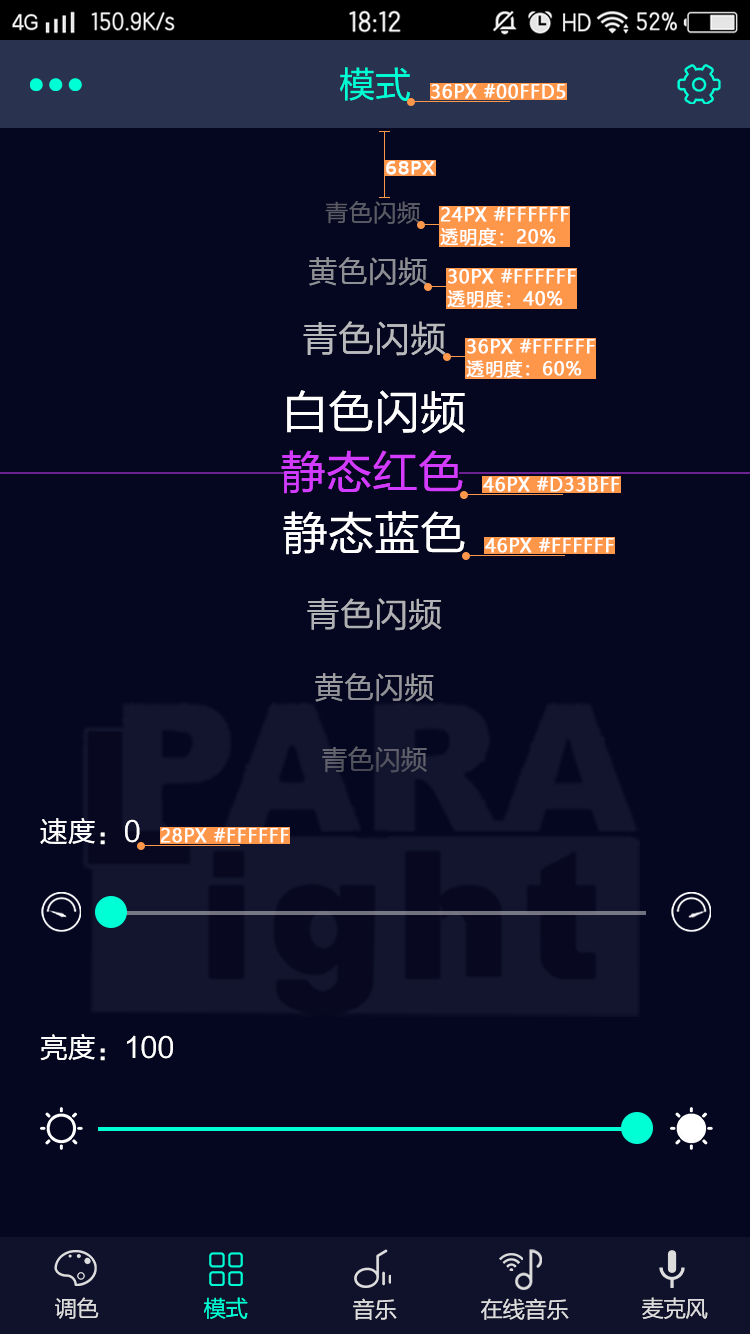 4G 150.9K/s 18:12 HD 52%
模式 36PX #00FFD5
68PX
青色闪频 24PX #FFFFFF
透明度：20%
黄色闪频 30PX #FFFFFF
透明度：40%
青色闪频 36PX #FFFFFF
透明度：60%
白色闪频
静态红色 46PX #D33BFF
静态蓝色 46PX #FFFFFF
青色闪频
黄色闪频
PARA
青色闪频
速度：0 28PX #FFFFFF
ight
亮度：100
调色 模式 音乐 在线音乐 麦克风